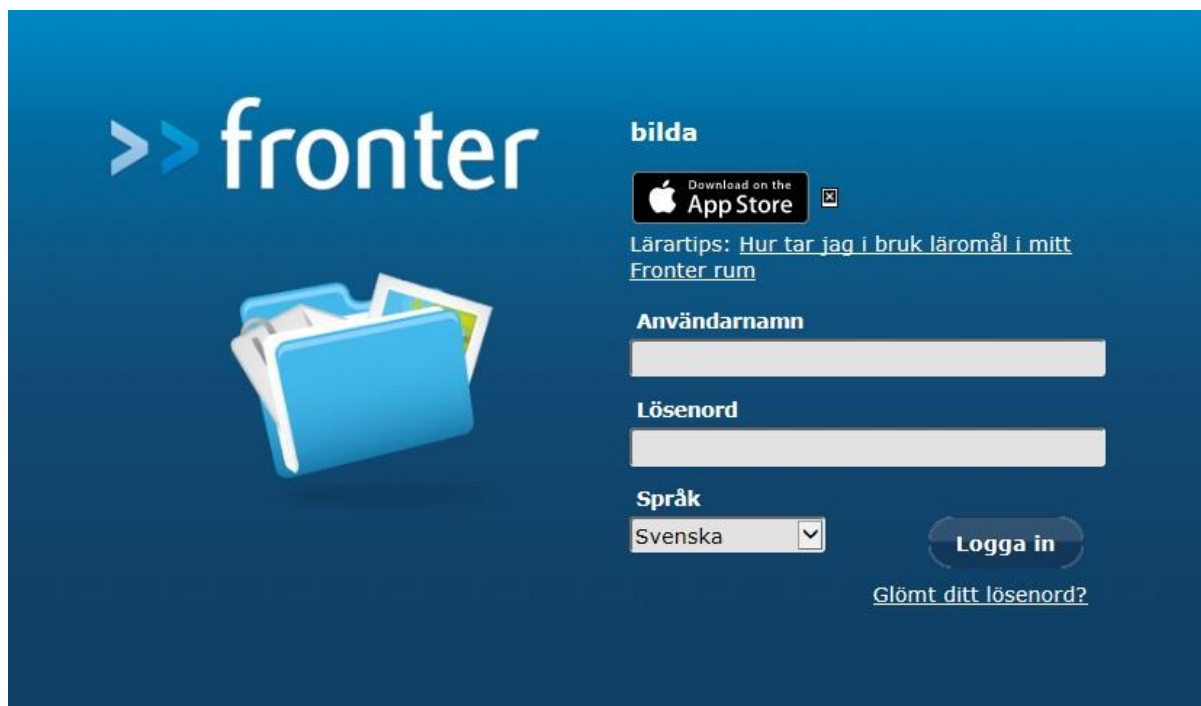 fronter
bilda
Download on the
App Store
Lärartips: Hur tar jag i bruk läromål i mitt
Fronter rum
Användarnamn
Lösenord
Språk
Svenska
Logga in
Glömt ditt lösenord?